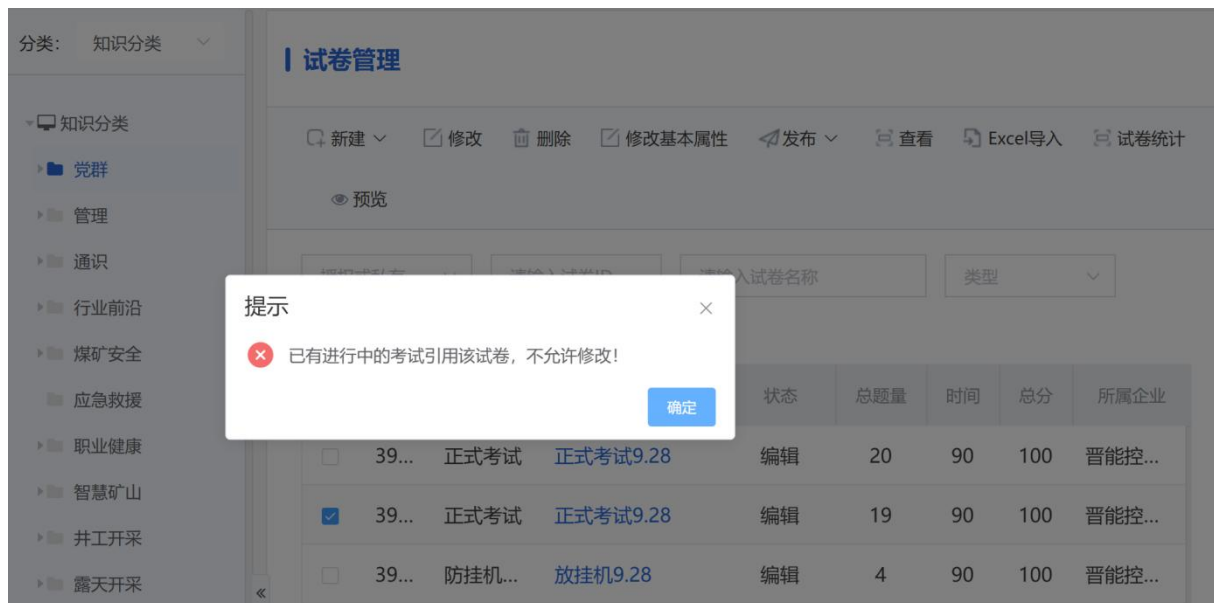 分类： 知识分类
知识分类
党群
管理
通识
行业前沿
煤矿安全
应急救援
职业健康
智慧矿山
井工开采
露天开采
«
试卷管理
新建 修改 删除 修改基本属性 发布 查看 Excel导入 试卷统计
预览
请输入试卷名称 类型
提示
已有进行中的考试引用该试卷，不允许修改！
确定
状态 总题量 时间 总分 所属企业
39... 正式考试 正式考试9.28 编辑 20 90 100 晋能控...
39... 正式考试 正式考试9.28 编辑 19 90 100 晋能控...
39... 防挂机... 放挂机9.28 编辑 4 90 100 晋能控...